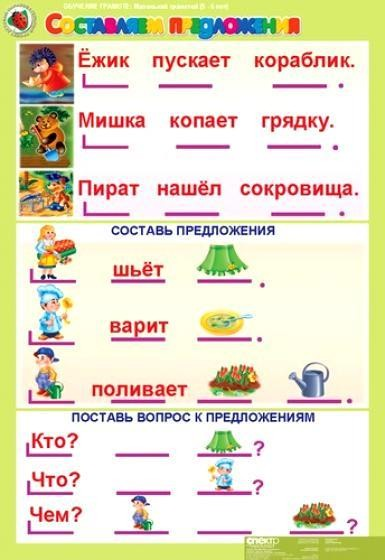 ОБУЧЕНИЕ ГРАМОТЕ: Маленький грамотей (5 - 6 лет)
СОСТАВЛЯЕМ ПРЕДЛОЖЕНИЯ
Ёжик пускает кораблик.
Мишка копает грядку.
Пират нашёл сокровища.
СОСТАВЬ ПРЕДЛОЖЕНИЯ
шьёт .
варит .
поливает .
ПОСТАВЬ ВОПРОС К ПРЕДЛОЖЕНИЯМ
Кто? ?
Что? ?
Чем? ?
СПЕКТР